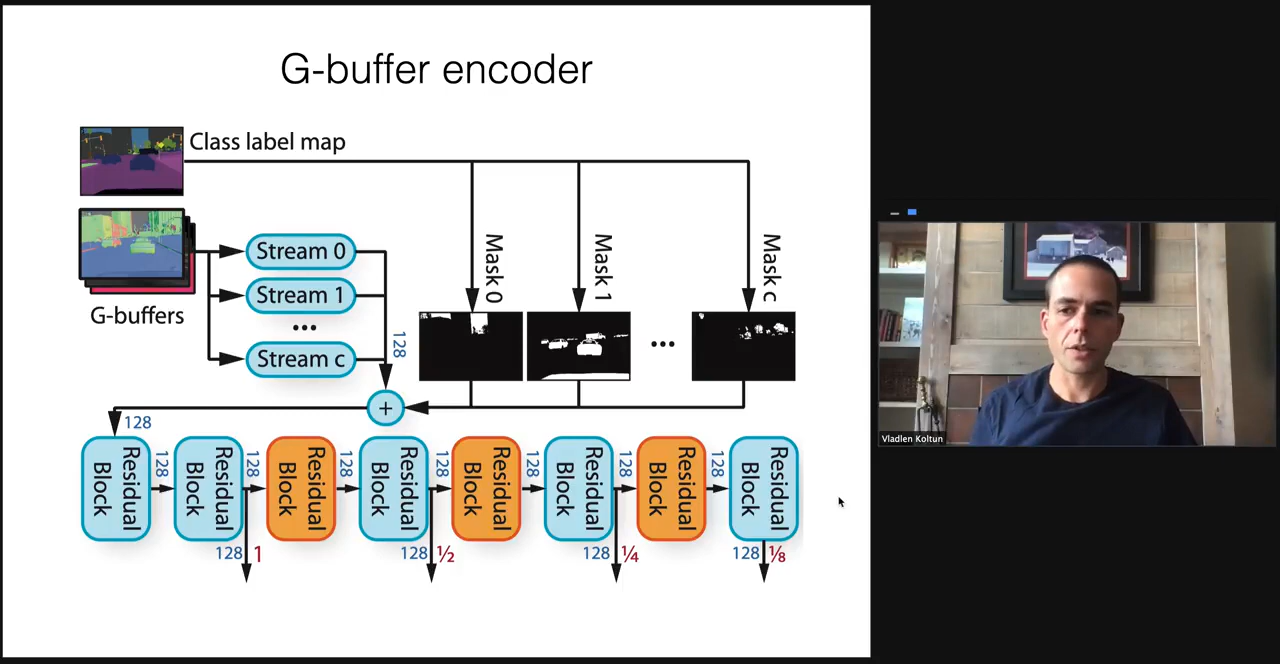 G-buffer encoder
Class label map
G-buffers
Stream 0
Stream 1
...
Stream c
128
Mask 0
Mask 1
Mask c
...
+
128
Residual Block
128
Residual Block
128
Residual Block
128
Residual Block
128
Residual Block
128
Residual Block
128
Residual Block
128
Residual Block
128 1
128 ½
128 ¼
128 ⅛
Vladlen Koltun